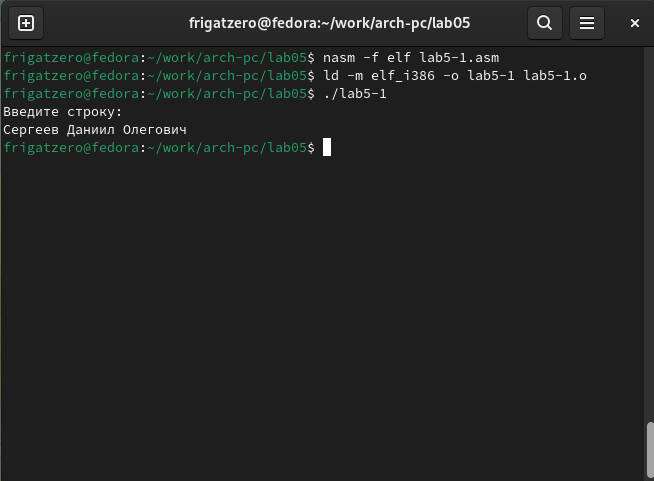 frigatzero@fedora:~/work/arch-pc/lab05
frigatzero@fedora:~/work/arch-pc/lab05$ nasm -f elf lab5-1.asm
frigatzero@fedora:~/work/arch-pc/lab05$ ld -m elf_i386 -o lab5-1 lab5-1.o
frigatzero@fedora:~/work/arch-pc/lab05$ ./lab5-1
Введите строку:
Сергеев Даниил Олегович
frigatzero@fedora:~/work/arch-pc/lab05$